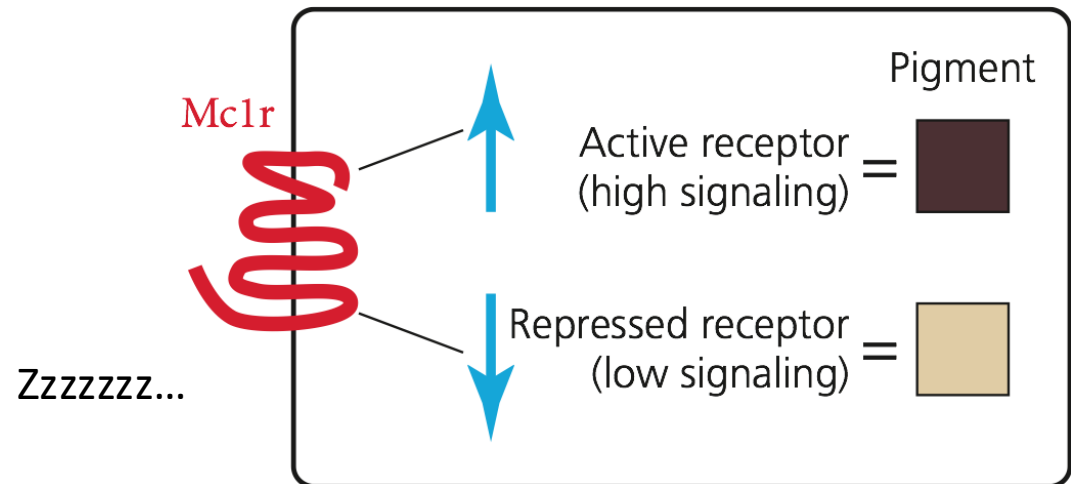 Pigment
Mc1r
Active receptor
(high signaling)
=
Repressed receptor
(low signaling)
=
Zzzzzzz...